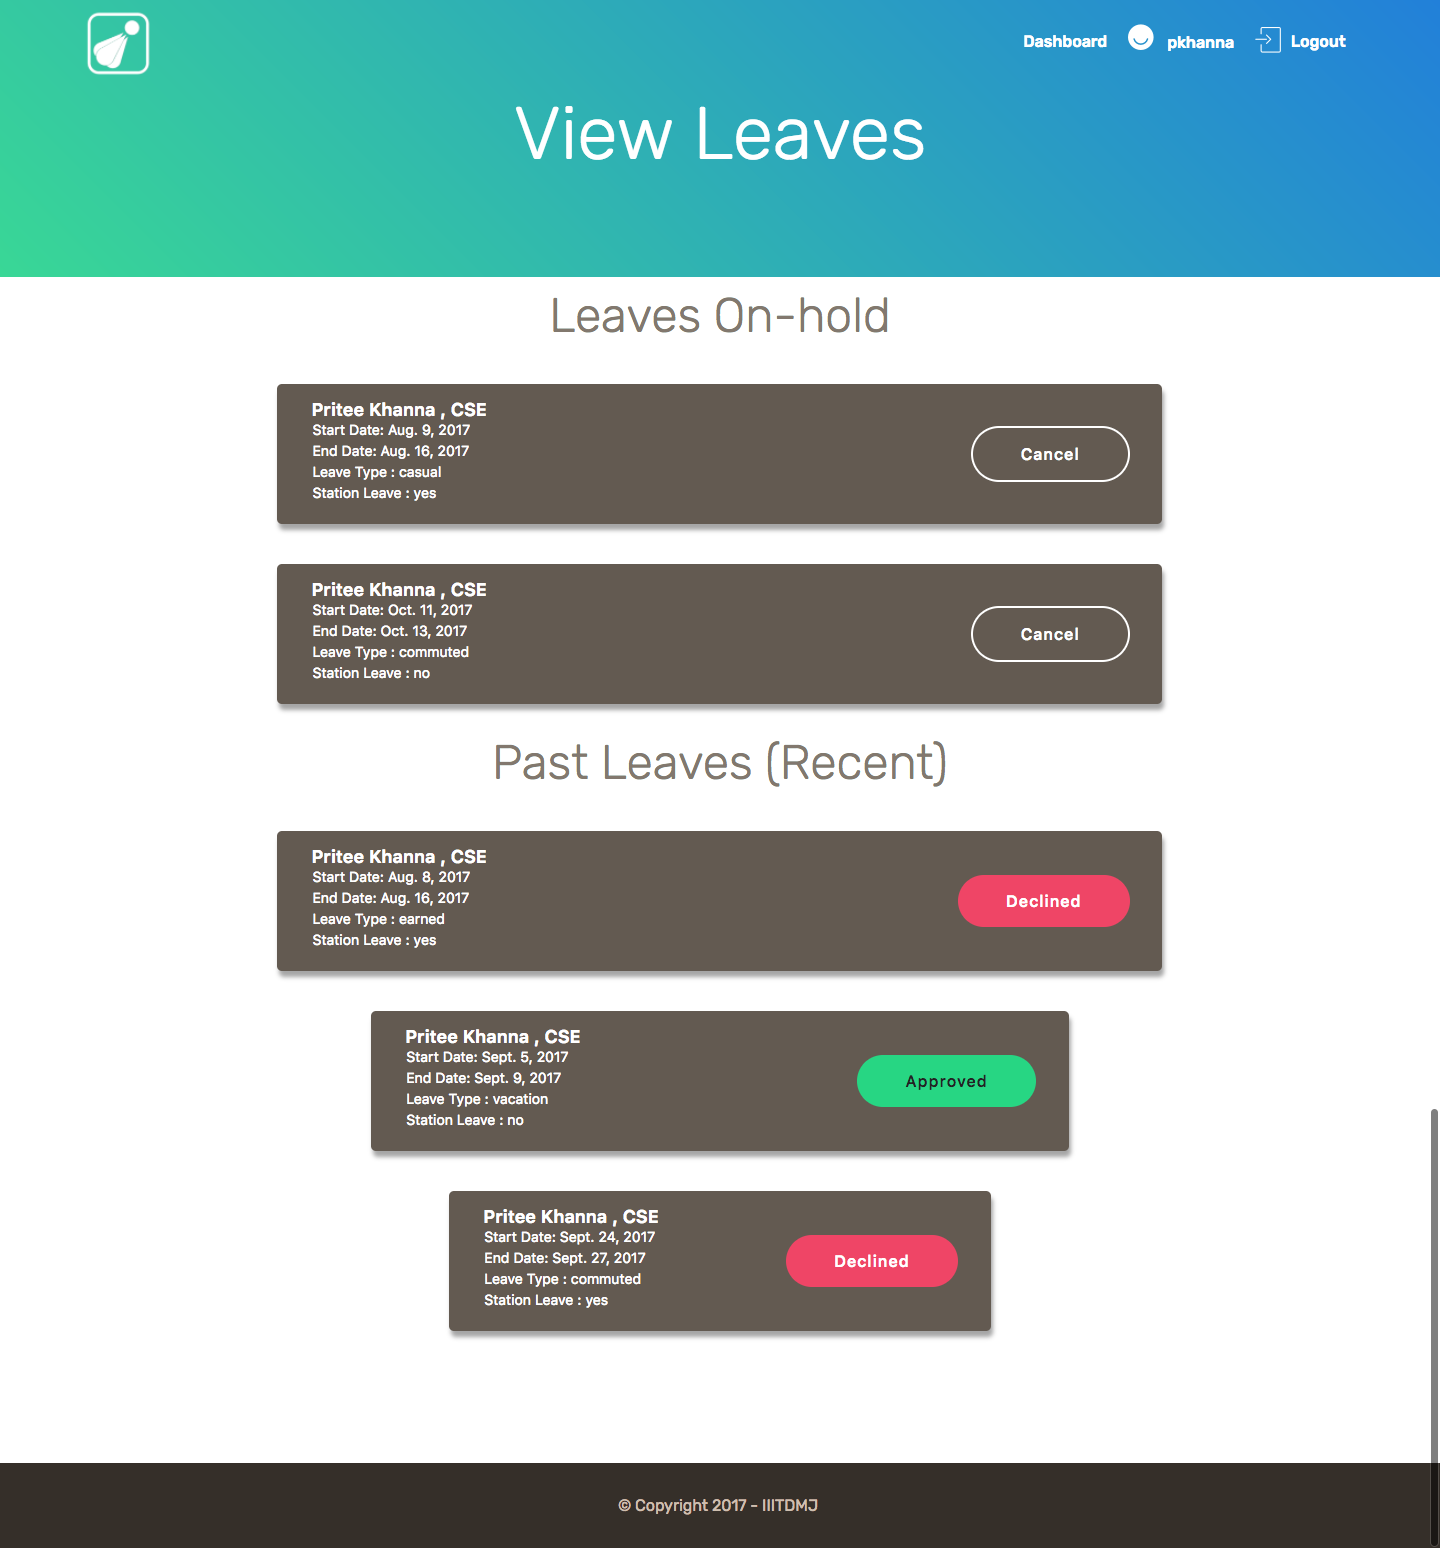 Dashboard pkhanna Logout
View Leaves
Leaves On-hold
Pritee Khanna , CSE
Start Date: Aug. 9, 2017
End Date: Aug. 16, 2017
Leave Type : casual
Station Leave : yes
Cancel
Pritee Khanna , CSE
Start Date: Oct. 11, 2017
End Date: Oct. 13, 2017
Leave Type : commuted
Station Leave : no
Cancel
Past Leaves (Recent)
Pritee Khanna , CSE
Start Date: Aug. 8, 2017
End Date: Aug. 16, 2017
Leave Type : earned
Station Leave : yes
Declined
Pritee Khanna , CSE
Start Date: Sept. 5, 2017
End Date: Sept. 9, 2017
Leave Type : vacation
Station Leave : no
Approved
Pritee Khanna , CSE
Start Date: Sept. 24, 2017
End Date: Sept. 27, 2017
Leave Type : commuted
Station Leave : yes
Declined
© Copyright 2017 - IIITDMJ